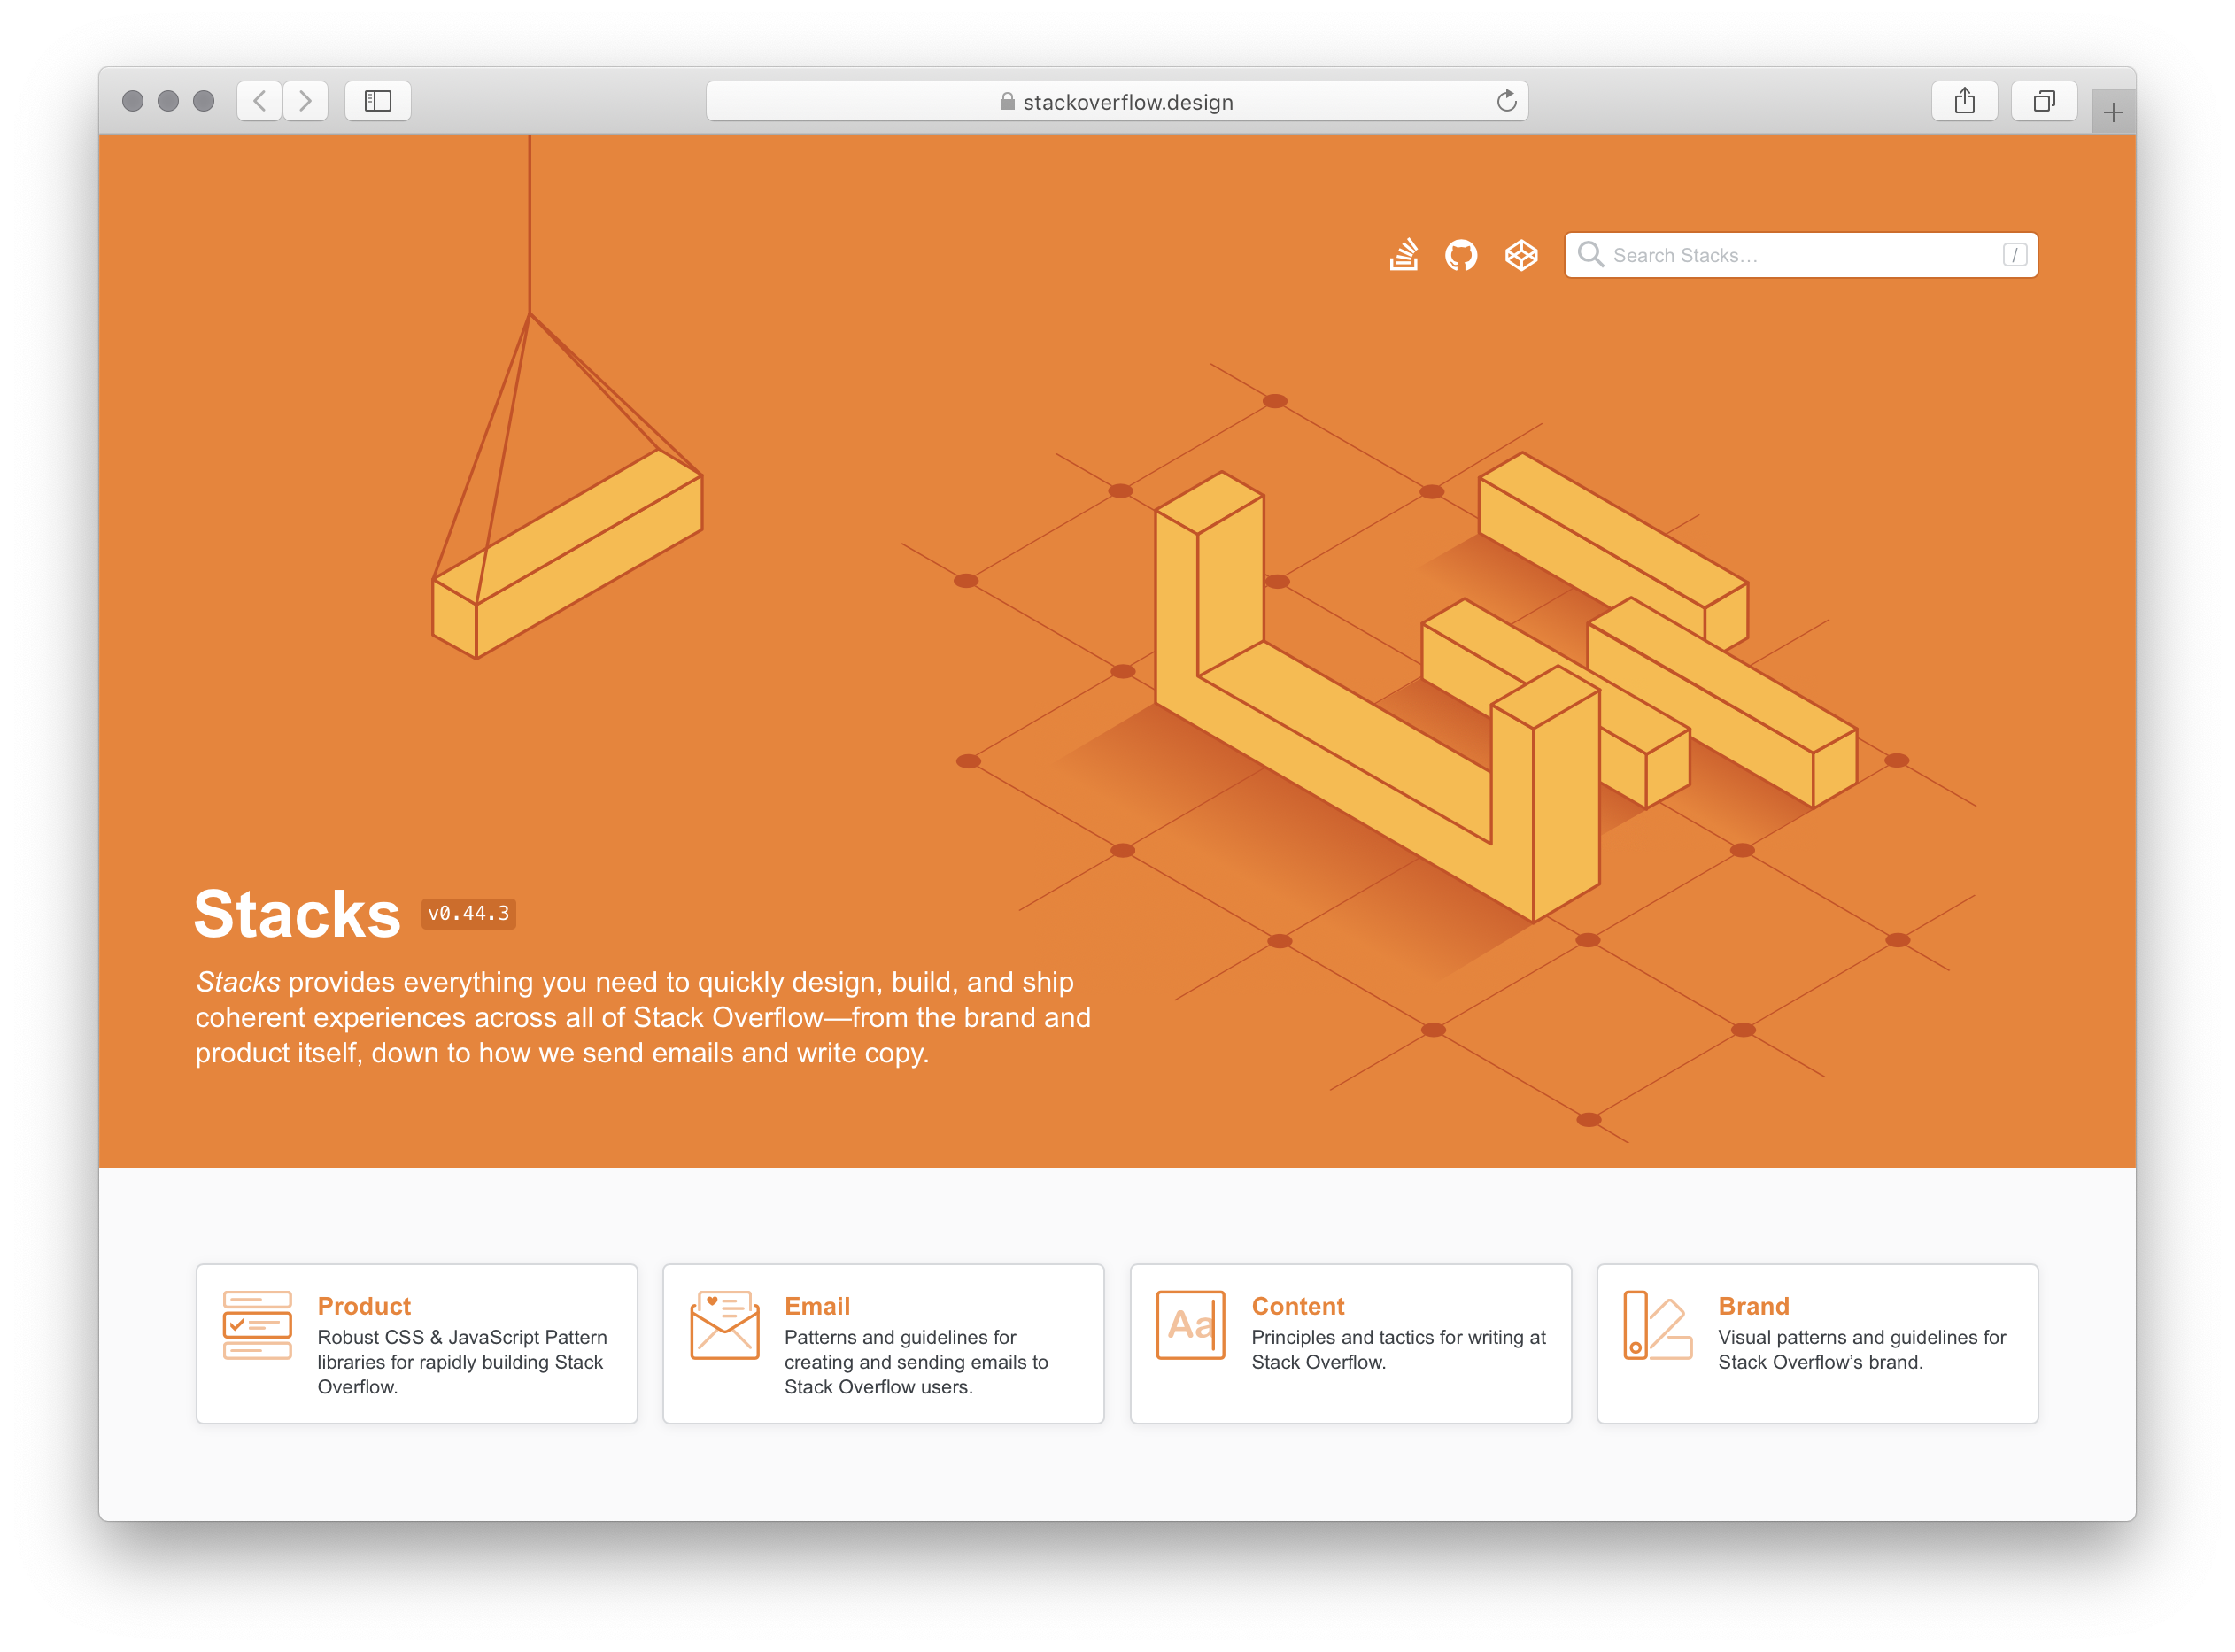 stackoverflow.design
Search Stacks…
/
Stacks v0.44.3
Stacks provides everything you need to quickly design, build, and ship
coherent experiences across all of Stack Overflow—from the brand and
product itself, down to how we send emails and write copy.
Product
Robust CSS & JavaScript Pattern
libraries for rapidly building Stack
Overflow.
Email
Patterns and guidelines for
creating and sending emails to
Stack Overflow users.
Aa
Content
Principles and tactics for writing at
Stack Overflow.
Brand
Visual patterns and guidelines for
Stack Overflow’s brand.